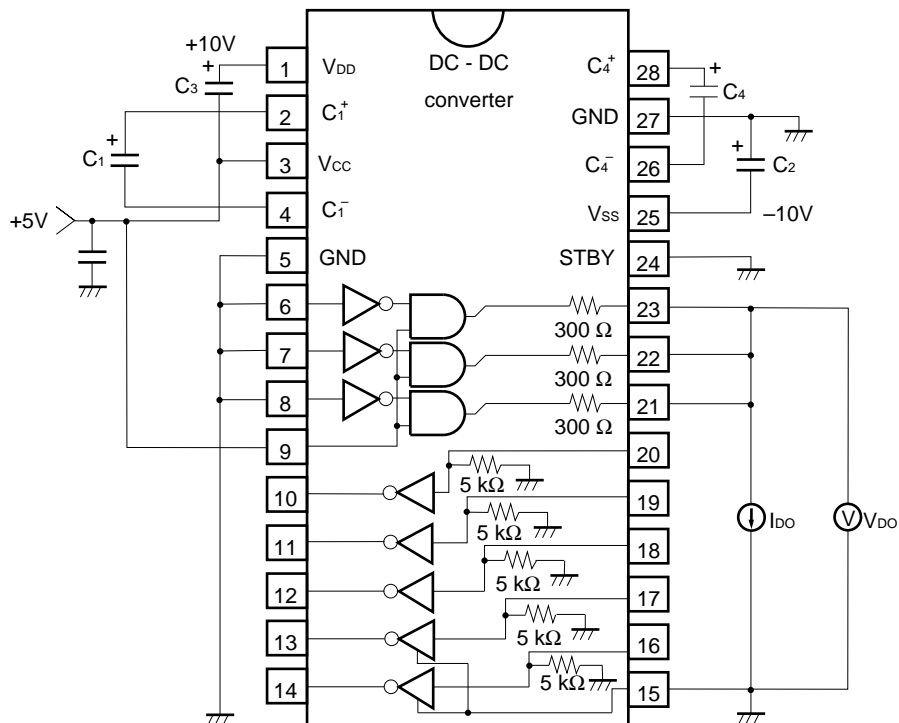 +10V
C3
+
1
VDD
2
C1+
+
C1
3
VCC
4
C1−
+5V
5
GND
6
7
8
9
10
11
12
13
14
DC - DC
converter
C4+
28
+
C4
GND
27
+
C2
C4−
26
VSS
25
–10V
STBY
24
23
300 Ω
22
300 Ω
21
300 Ω
20
5 kΩ
19
5 kΩ
18
5 kΩ
17
5 kΩ
16
5 kΩ
15
IDO
V
VDO